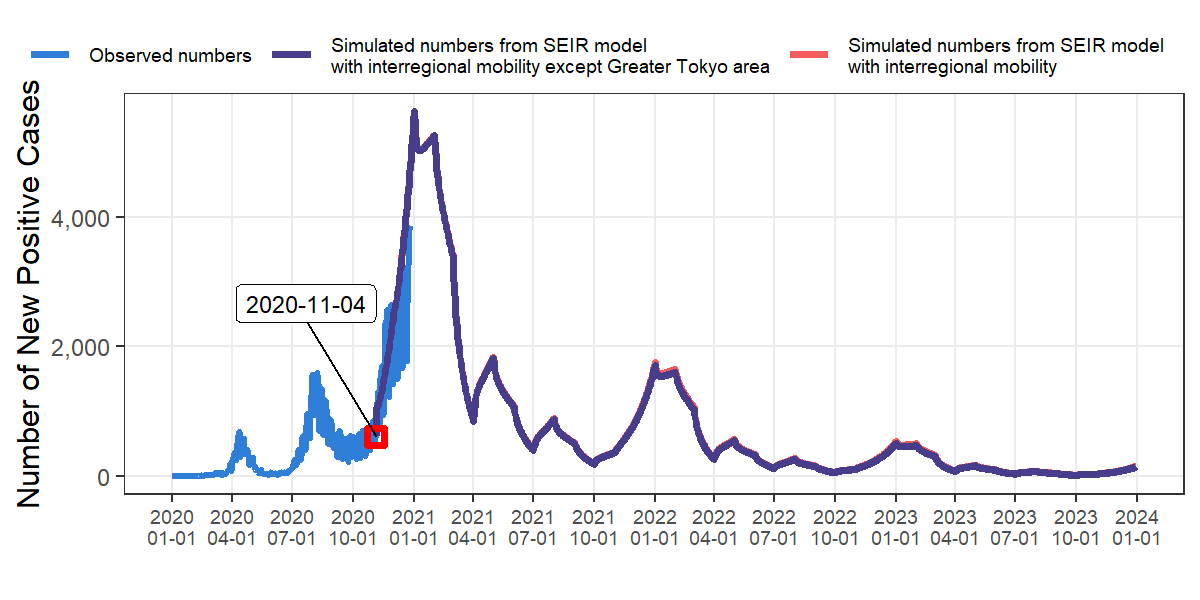 Observed numbers
Simulated numbers from SEIR model
with interregional mobility except Greater Tokyo area
Simulated numbers from SEIR model
with interregional mobility
Number of New Positive Cases
4,000
2,000
0
2020-11-04
2020 2020 2020 2020 2021 2021 2021 2021 2022 2022 2022 2022 2023 2023 2023 2023 2024
01-01 04-01 07-01 10-01 01-01 04-01 07-01 10-01 01-01 04-01 07-01 10-01 01-01 04-01 07-01 10-01 01-01